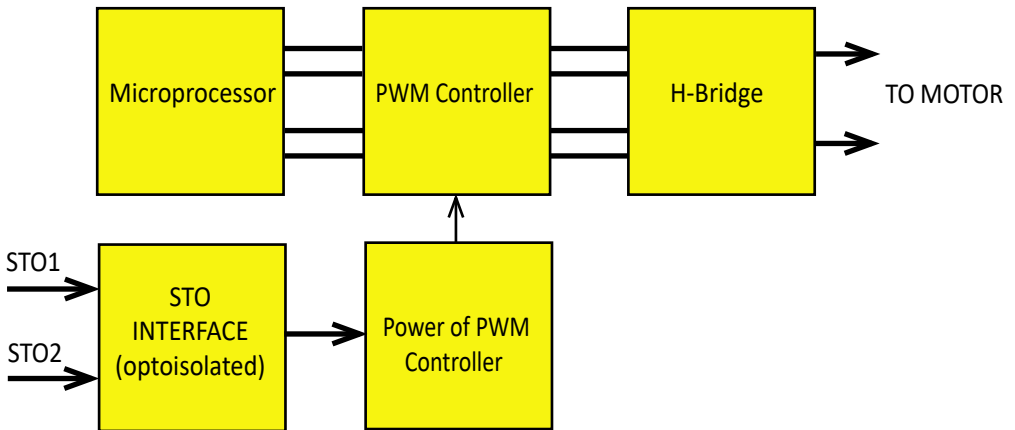 Microprocessor
PWM Controller
H-Bridge
TO MOTOR
STO1
STO2
STO
INTERFACE
(optoisolated)
Power of PWM
Controller